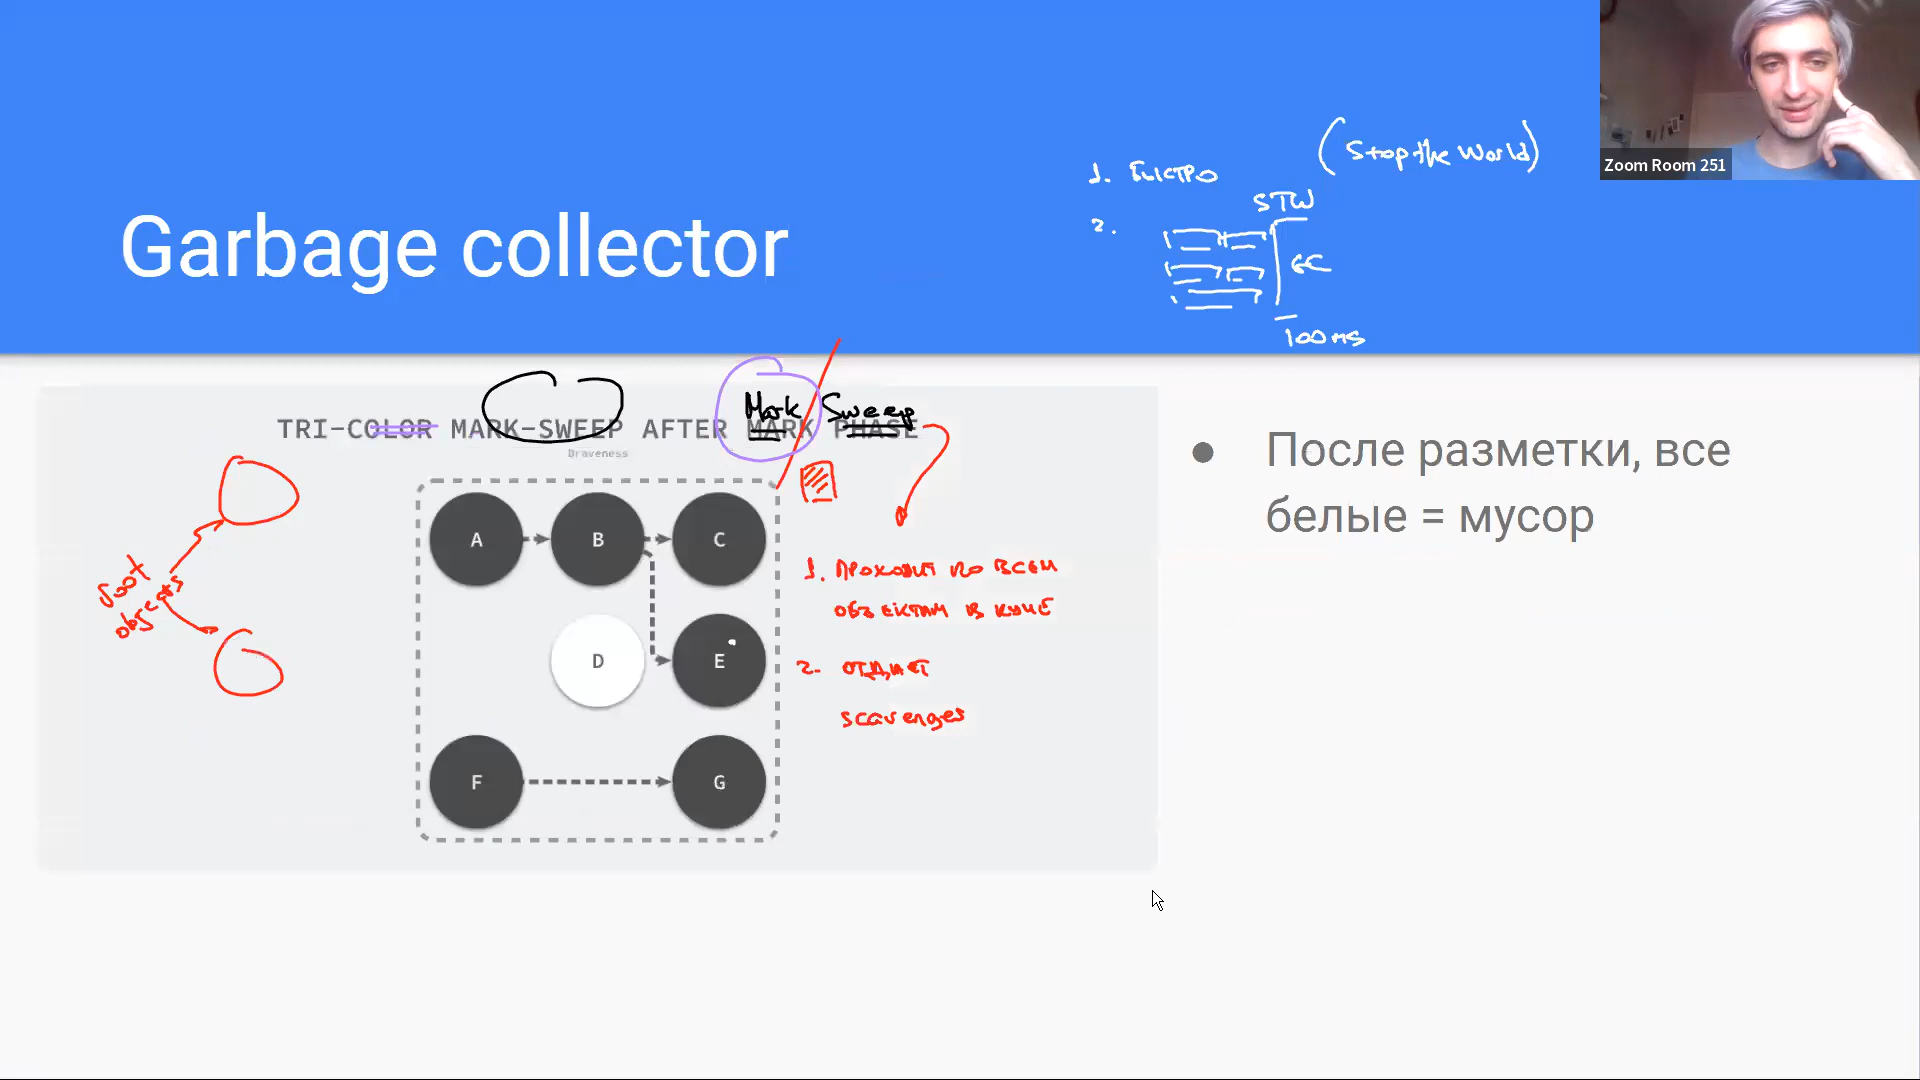 Zoom Room 251
(Stop the World)
1. БЫСТРО
STW
2.
GC
100 ms
Garbage collector
Mark Sweep
TRI-COLOR MARK-SWEEP AFTER MARK PHASE
Draveness
A
B
C
D
E
F
G
root
objects
1. ПРОХОДИТ ПО ВСЕМ
ОБЪЕКТАМ В КУЧЕ
2. ОТДАЕТ
scavenges
● После разметки, все
белые = мусор